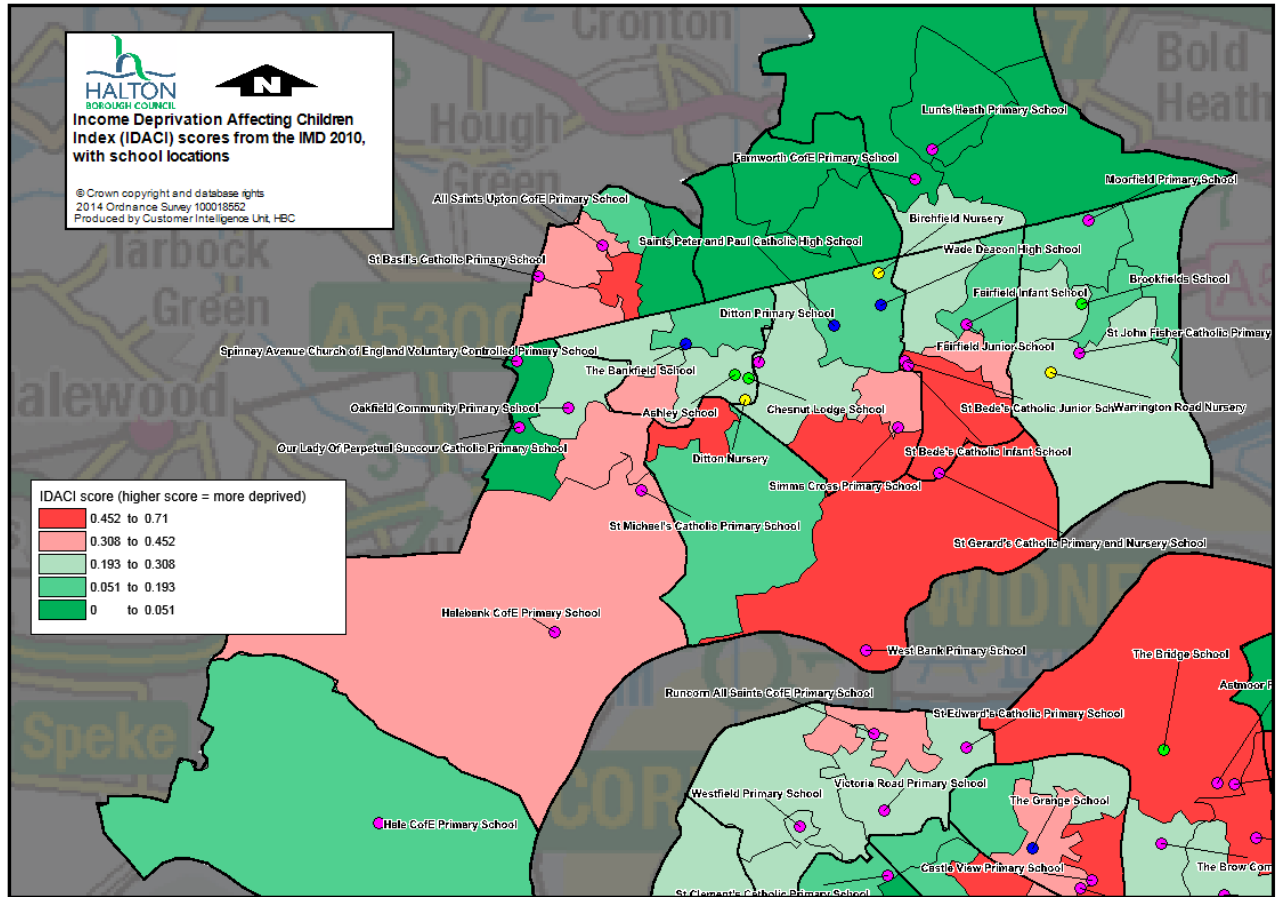 HALTON
BOROUGH COUNCIL
N
Income Deprivation Affecting Children
Index (IDACI) scores from the IMD 2010,
with school locations
© Crown copyright and database rights
2014 Ordnance Survey 100018552
Produced by Customer Intelligence Unit, HBC
Cronton
Bold
Heath
Hough
Green
Tarbock
Green
A5300
A5
Lunts Heath Primary School
Farnworth CofE Primary School
Moorfield Primary School
All Saints Upton CofE Primary School
Birchfield Nursery
Saints Peter and Paul Catholic High School
Wade Deacon High School
St Basil's Catholic Primary School
Brookfields School
Fairfield Infant School
Ditton Primary School
St John Fisher Catholic Primary
Spinney Avenue Church of England Voluntary Controlled Primary School
Fairfield Junior School
The Bankfield School
Oakfield Community Primary School
Ashley School
Chesnut Lodge School
St Bede's Catholic Junior Sch
Warrington Road Nursery
Our Lady Of Perpetual Succour Catholic Primary School
Ditton Nursery
St Bede's Catholic Infant School
Simms Cross Primary School
St Michael's Catholic Primary School
St Gerard's Catholic Primary and Nursery School
IDACI score (higher score = more deprived)
0.452 to 0.71
0.308 to 0.452
0.193 to 0.308
0.051 to 0.193
0 to 0.051
Halebank CofE Primary School
WIDNE
West Bank Primary School
The Bridge School
Astmoor P
Runcorn All Saints CofE Primary School
St Edward's Catholic Primary School
Speke
COR
Westfield Primary School
Victoria Road Primary School
The Grange School
Hale CofE Primary School
Castle View Primary School
The Brow Com
St Clement's Catholic Primary School